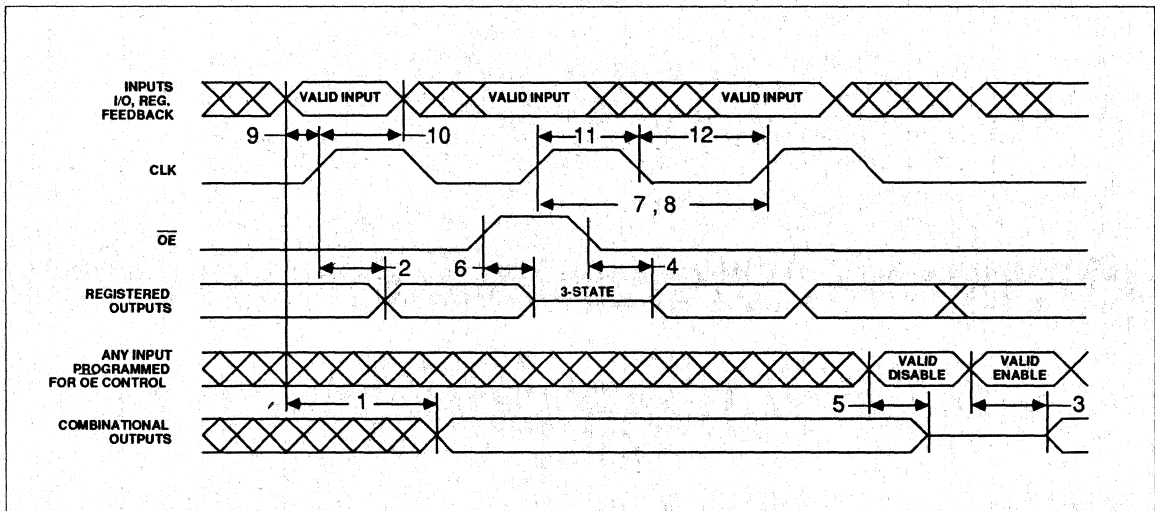 INPUTS
I/O, REG.
FEEDBACK
VALID INPUT
VALID INPUT
VALID INPUT
9
10
11
12
CLK
7 , 8
OE
2
6
4
REGISTERED
OUTPUTS
3-STATE
ANY INPUT
PROGRAMMED
FOR OE CONTROL
VALID
DISABLE
VALID
ENABLE
1
5
3
COMBINATIONAL
OUTPUTS